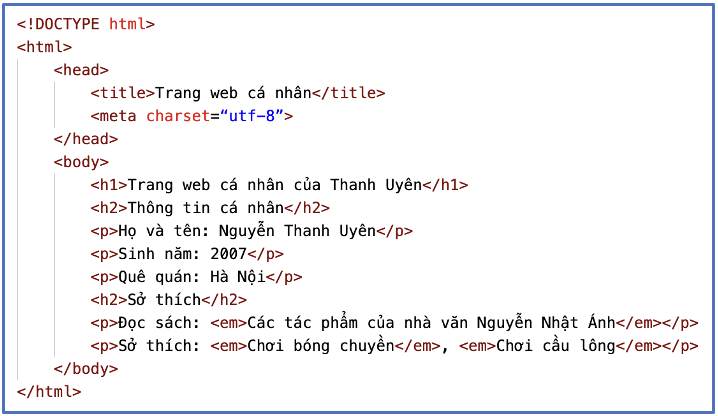 <!DOCTYPE html>
<html>
<head>
<title>Trang web cá nhân</title>
<meta charset=“utf-8”>
</head>
<body>
<h1>Trang web cá nhân của Thanh Uyên</h1>
<h2>Thông tin cá nhân</h2>
<p>Họ và tên: Nguyễn Thanh Uyên</p>
<p>Sinh năm: 2007</p>
<p>Quê quán: Hà Nội</p>
<h2>Sở thích</h2>
<p>Đọc sách: <em>Các tác phẩm của nhà văn Nguyễn Nhật Ánh</em></p>
<p>Sở thích: <em>Chơi bóng chuyền</em>, <em>Chơi cầu lông</em></p>
</body>
</html>